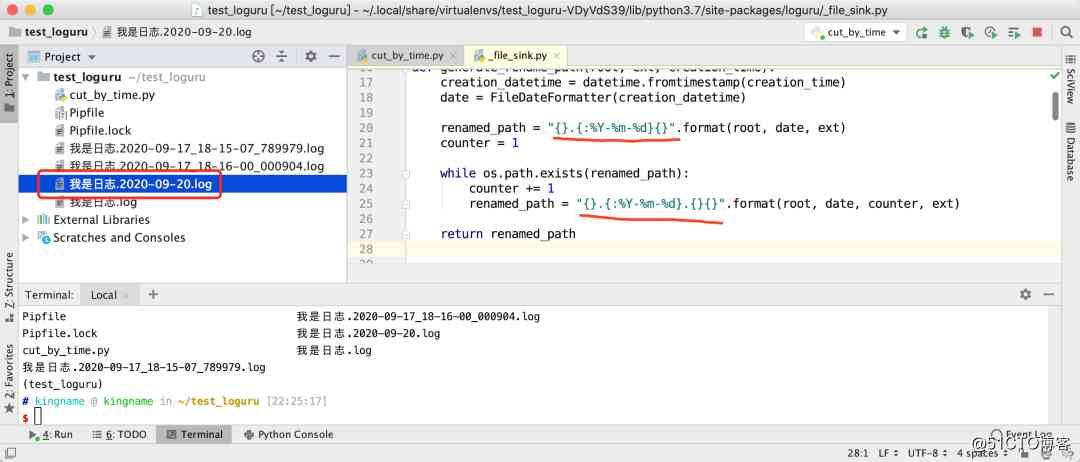 test_loguru [~/test_loguru] - ~/.local/share/virtualenvs/test_loguru-VDyVdS39/lib/python3.7/site-packages/loguru/_file_sink.py
test_loguru 我是日志.2020-09-20.log cut_by_time
1: Project
Project
cut_by_time.py _file_sink.py
test_loguru ~/test_loguru
cut_by_time.py
Pipfile
Pipfile.lock
我是日志.2020-09-17_18-15-07_789979.log
我是日志.2020-09-17_18-16-00_000904.log
我是日志.2020-09-20.log
我是日志.log
External Libraries
Scratches and Consoles
16 def generate_rename_path(root, ext, creation_time):
17 creation_datetime = datetime.fromtimestamp(creation_time)
18 date = FileDateFormatter(creation_datetime)
19
20 renamed_path = "{}.{:%Y-%m-%d}{}".format(root, date, ext)
21 counter = 1
22
23 while os.path.exists(renamed_path):
24 counter += 1
25 renamed_path = "{}.{:%Y-%m-%d}.{}{}".format(root, date, counter, ext)
26
27 return renamed_path
28
29
SciView
Database
Z: Structure
2: Favorites
Terminal: Local +
Pipfile 我是日志.2020-09-17_18-16-00_000904.log
Pipfile.lock 我是日志.2020-09-20.log
cut_by_time.py 我是日志.log
我是日志.2020-09-17_18-15-07_789979.log
(test_loguru)
# kingname @ kingname in ~/test_loguru [22:25:17]
$
4: Run 6: TODO Terminal Python Console Event Log
28:1 LF UTF-8 4 spaces
@51CTO博客